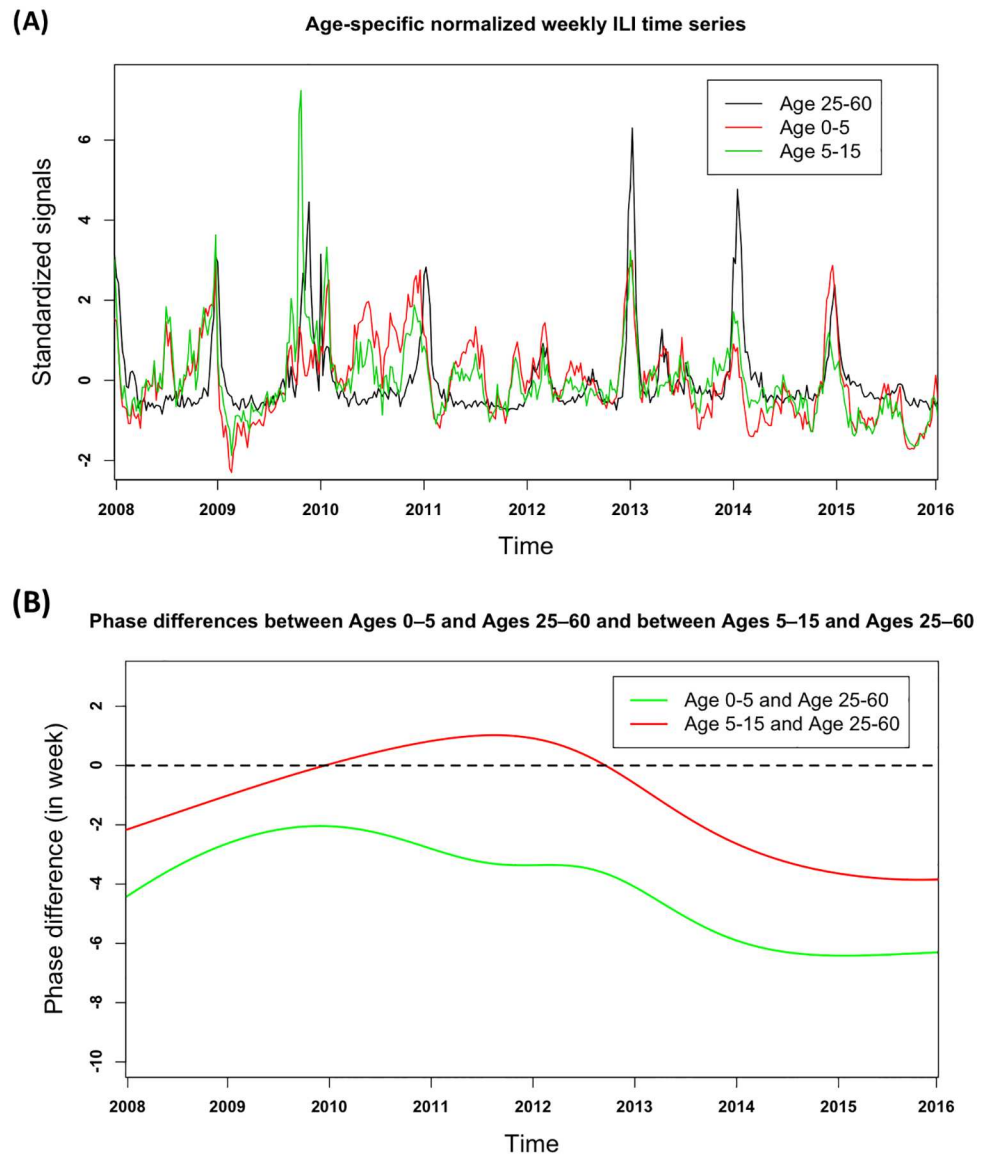 (A)
Age-specific normalized weekly ILI time series
Age 25-60
Age 0-5
Age 5-15
Standardized signals
6
4
2
0
-2
2008 2009 2010 2011 2012 2013 2014 2015 2016
Time
(B)
Phase differences between Ages 0–5 and Ages 25–60 and between Ages 5–15 and Ages 25–60
Age 0-5 and Age 25-60
Age 5-15 and Age 25-60
Phase difference (in week)
2
0
-2
-4
-6
-8
-10
2008 2009 2010 2011 2012 2013 2014 2015 2016
Time